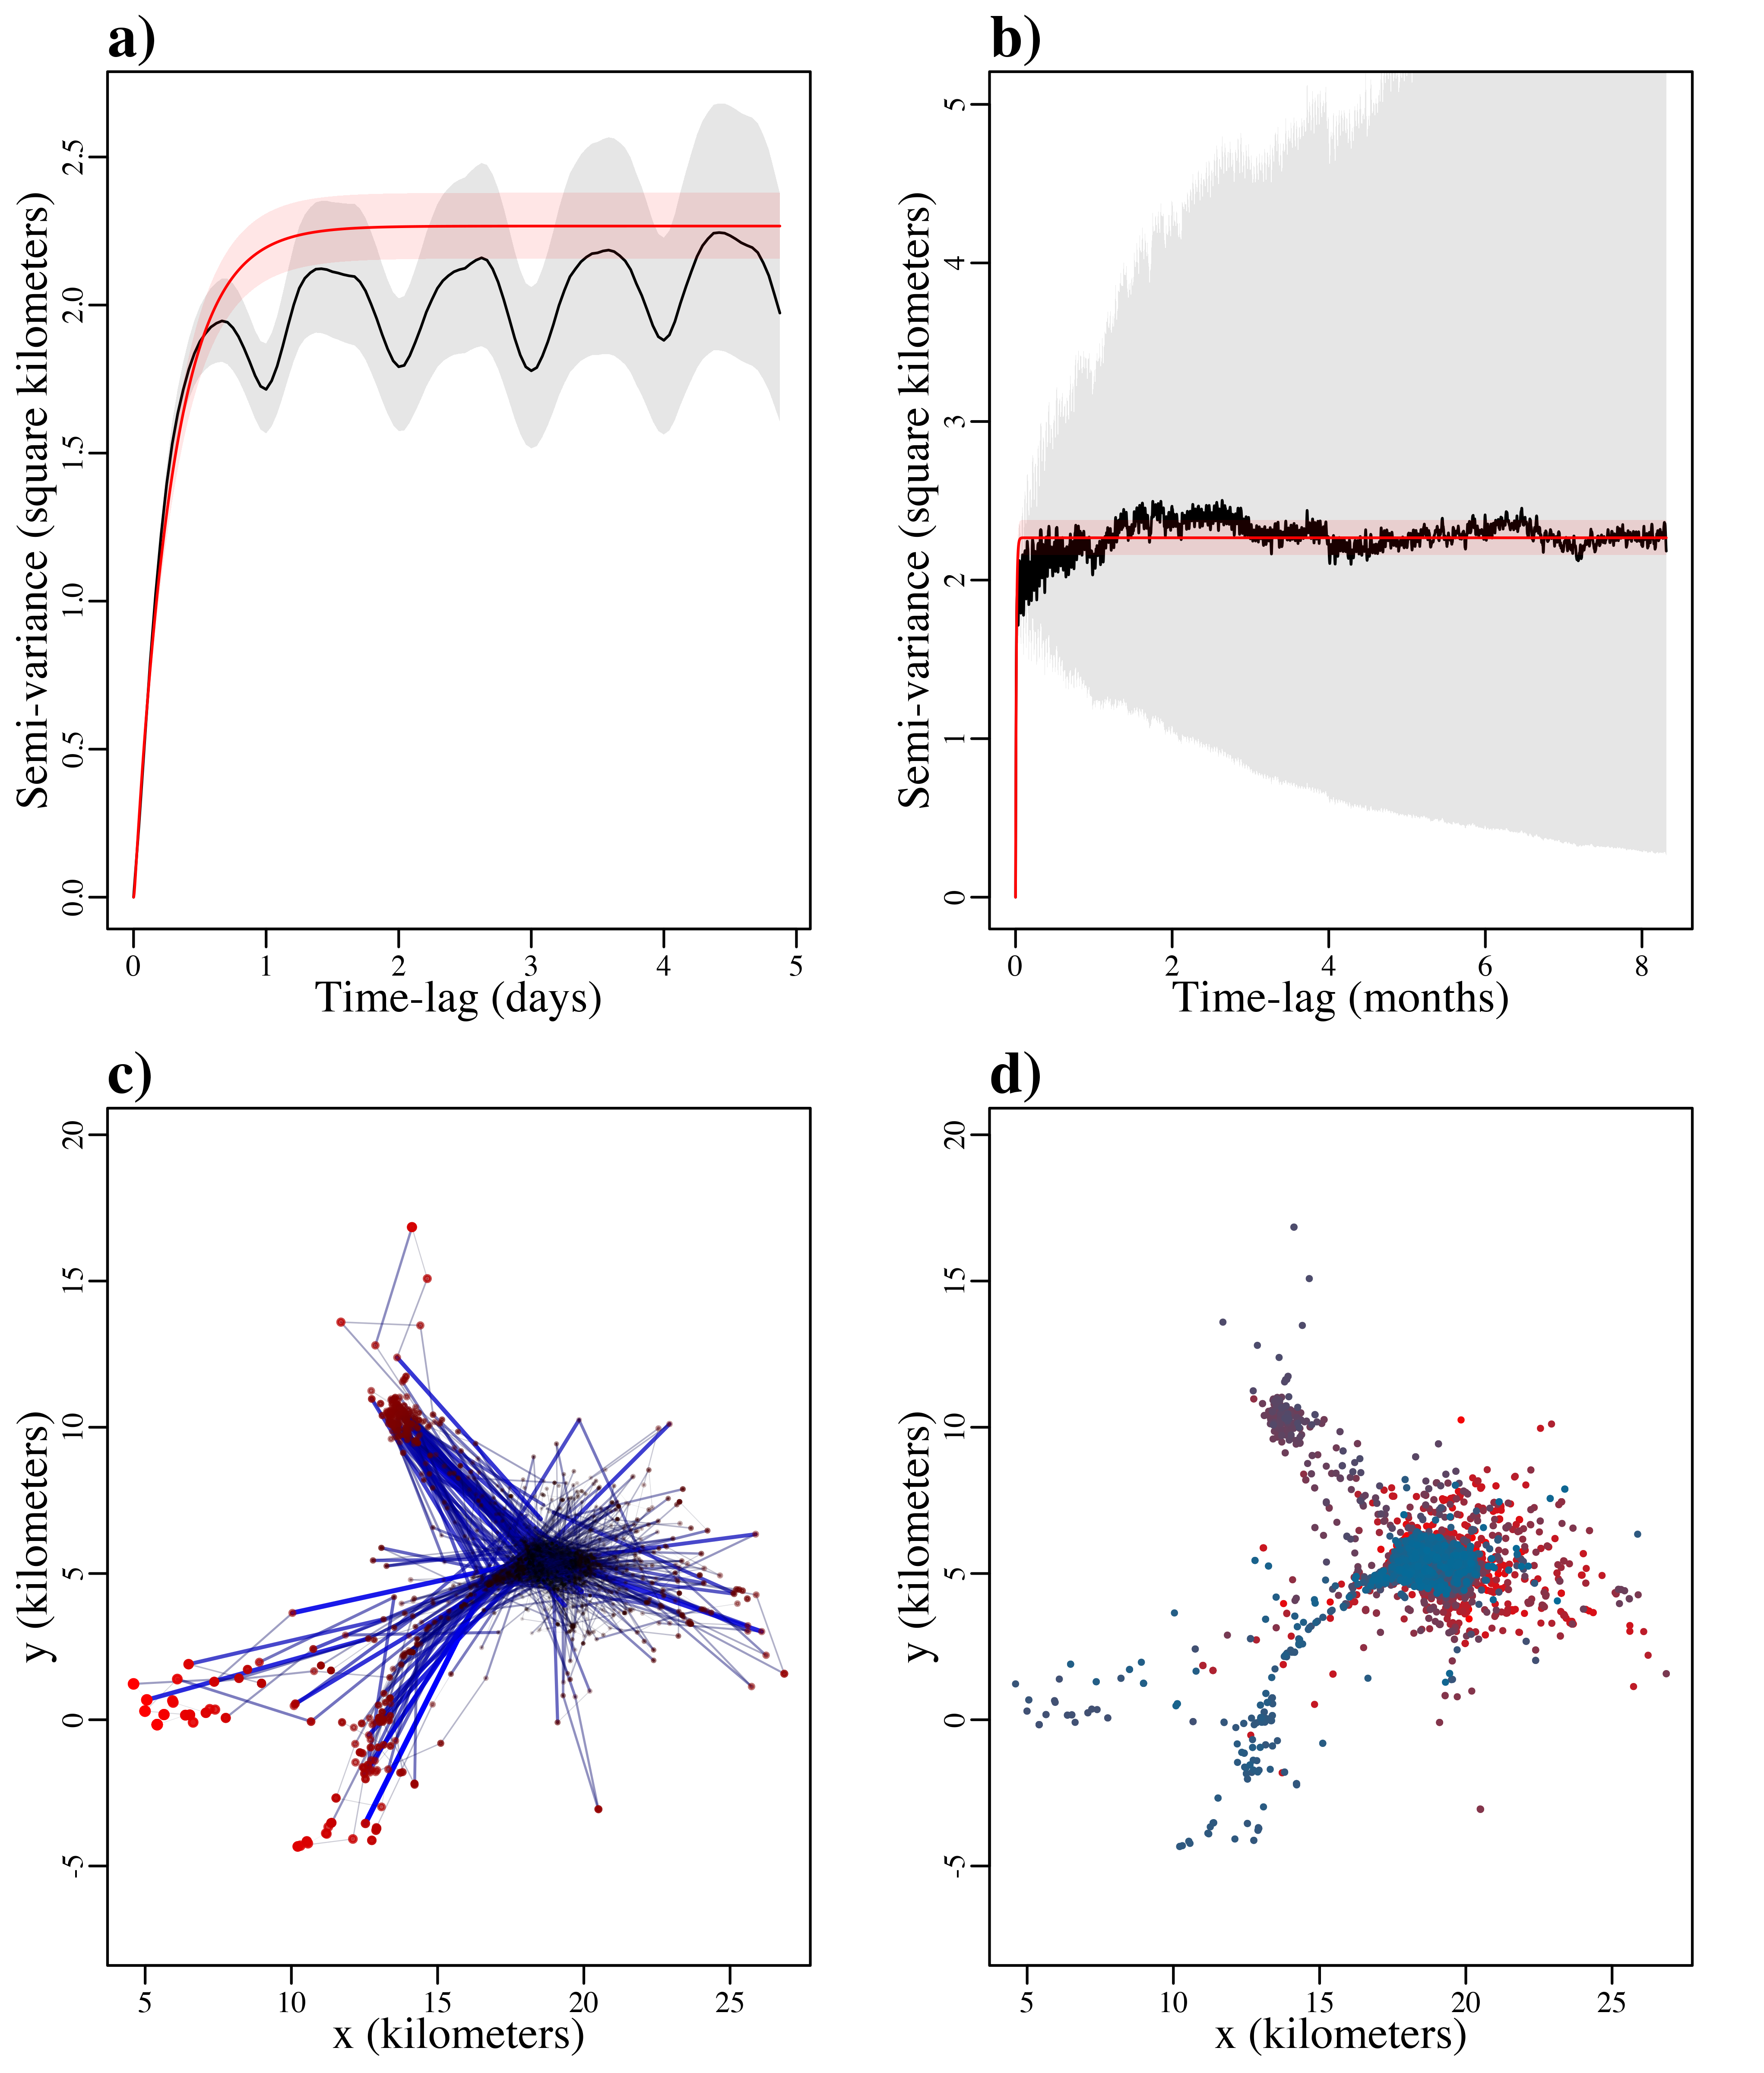 a)
Semi-variance (square kilometers)
2.5
2.0
1.5
1.0
0.5
0.0
0 1 2 3 4 5
Time-lag (days)
b)
Semi-variance (square kilometers)
5
4
3
2
1
0
0 2 4 6 8
Time-lag (months)
c)
y (kilometers)
20
15
10
5
0
-5
5 10 15 20 25
x (kilometers)
d)
y (kilometers)
20
15
10
5
0
-5
5 10 15 20 25
x (kilometers)